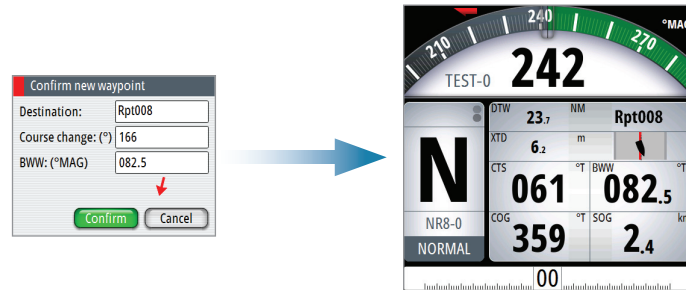 Confirm new waypoint
Destination: Rpt008
Course change: (°) 166
BWW: (°MAG) 082.5
Confirm Cancel
210 240 270 °MAG
TEST-0 242
DTW 23.7 NM Rpt008
XTD 6.2 m
N
CTS 061 °T BWW 082.5 °T
NR8-0
COG 359 °T SOG 2.4 kn
NORMAL
00